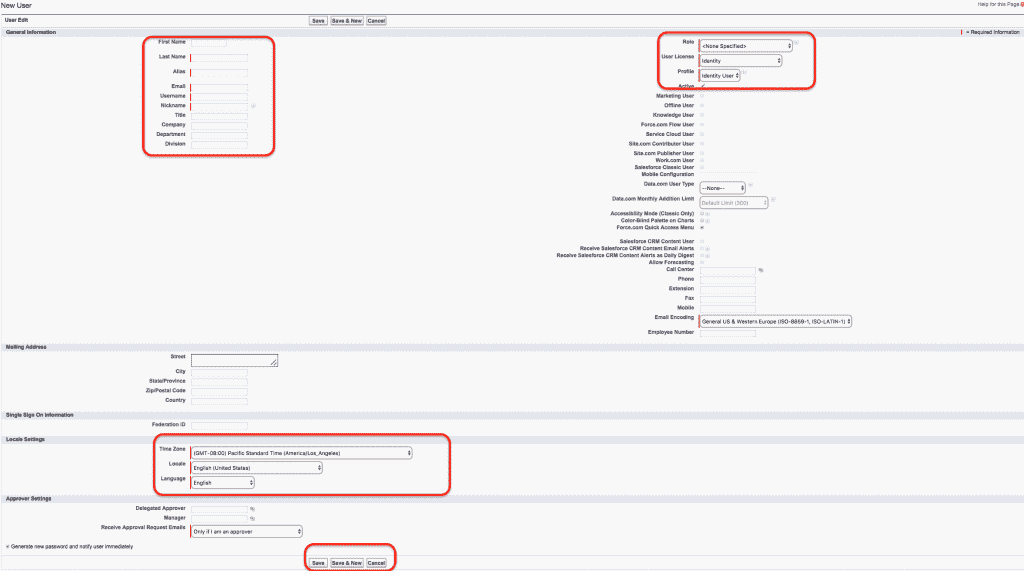 New User
Help for this Page
User Edit
Save Save & New Cancel
General Information
= Required Information
First Name
Last Name
Alias
Email
Username
Nickname
Title
Company
Department
Division
Role <None Specified>
User License Identity
Profile Identity User
Active
Marketing User
Offline User
Knowledge User
Force.com Flow User
Service Cloud User
Site.com Contributor User
Site.com Publisher User
Work.com User
Salesforce Classic User
Mobile Configuration
Data.com User Type --None--
Data.com Monthly Addition Limit Default Limit (300)
Accessibility Mode (Classic Only)
Color-Blind Palette on Charts
Force.com Quick Access Menu
Salesforce CRM Content User
Receive Salesforce CRM Content Email Alerts
Receive Salesforce CRM Content Alerts as Daily Digest
Allow Forecasting
Call Center
Phone
Extension
Fax
Mobile
Email Encoding General US & Western Europe (ISO-8859-1, ISO-LATIN-1)
Employee Number
Mailing Address
Street
City
State/Province
Zip/Postal Code
Country
Single Sign On Information
Federation ID
Locale Settings
Time Zone (GMT-08:00) Pacific Standard Time (America/Los_Angeles)
Locale English (United States)
Language English
Approver Settings
Delegated Approver
Manager
Receive Approval Request Emails Only if I am an approver
Generate new password and notify user immediately
Save Save & New Cancel